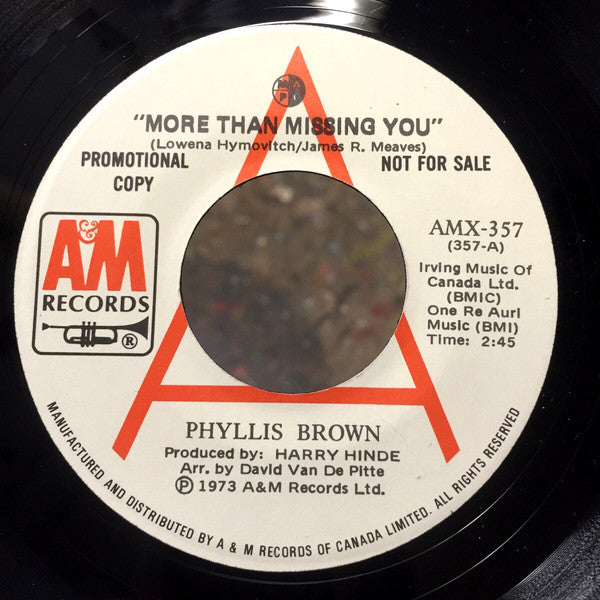 "MORE THAN MISSING YOU"
(Lowena Hymovitch/James R. Meaves)
PROMOTIONAL
COPY
NOT FOR SALE
A&M
RECORDS
®
AMX-357
(357-A)
Irving Music Of
Canada Ltd.
(BMIC)
One Re Aurl
Music (BMI)
Time: 2:45
PHYLLIS BROWN
Produced by: HARRY HINDE
Arr. by David Van De Pitte
Ⓟ 1973 A&M Records Ltd.
MANUFACTURED AND DISTRIBUTED BY A & M RECORDS OF CANADA LIMITED. ALL RIGHTS RESERVED